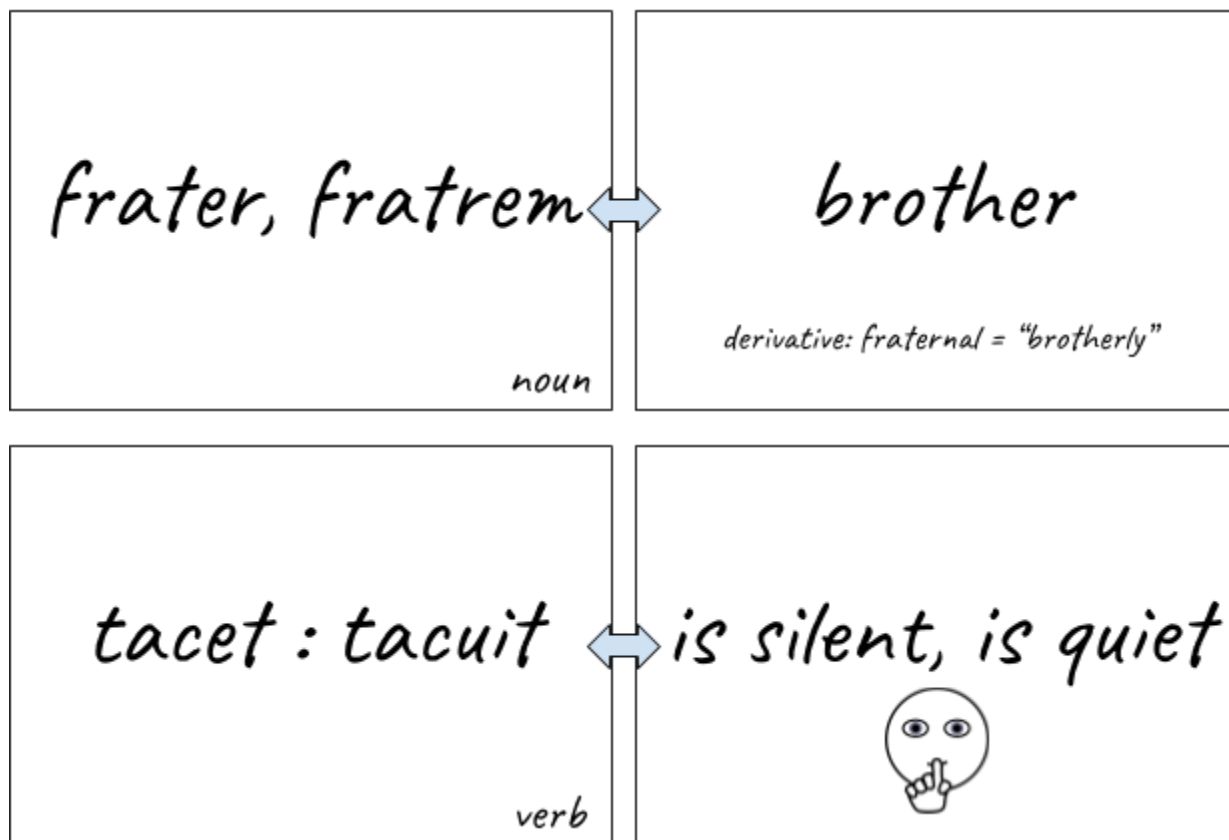 frater, fratrem
noun
brother
derivative: fraternal = “brotherly”
tacet : tacuit
verb
is silent, is quiet